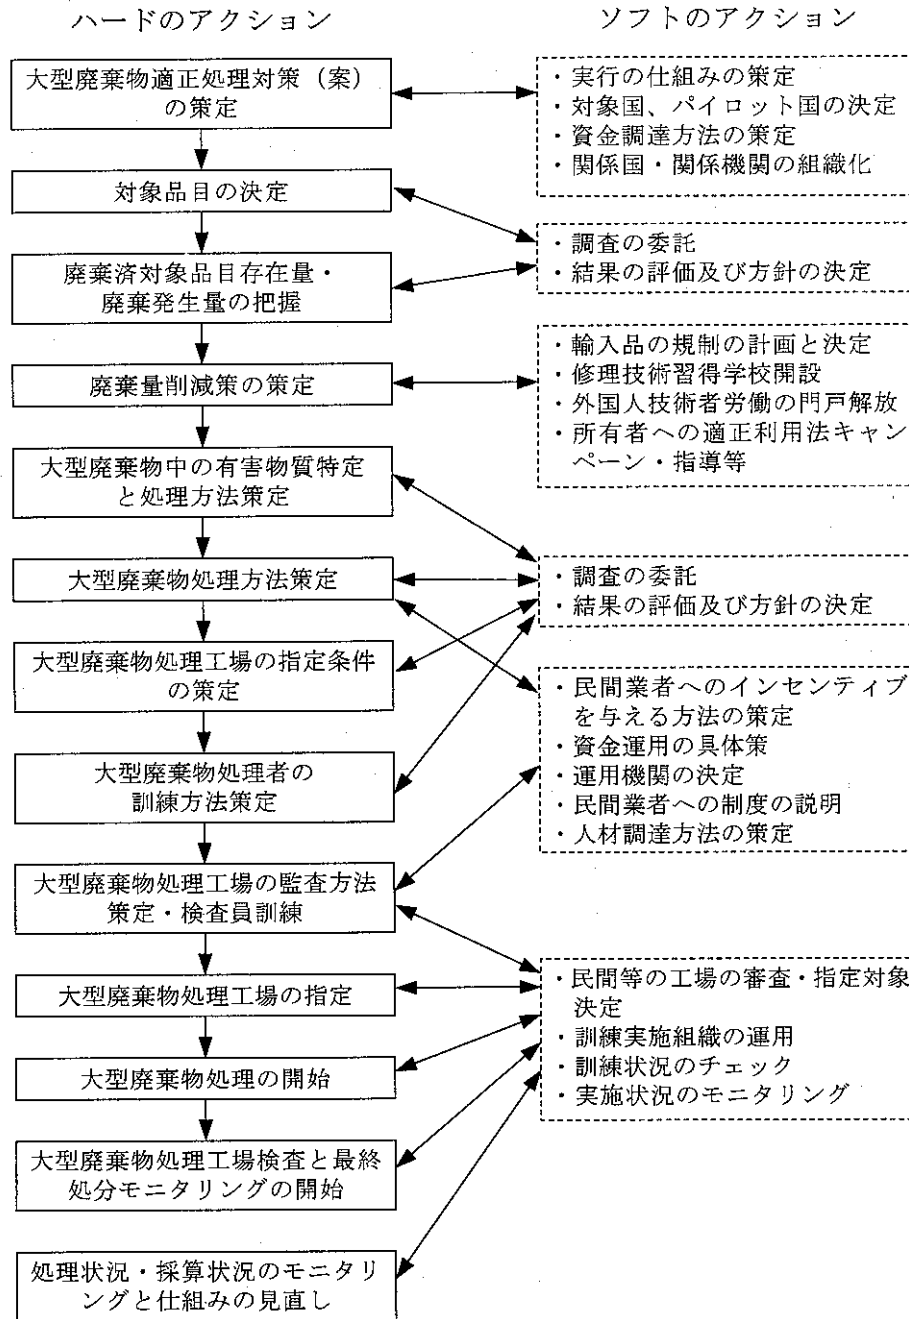 ハードのアクション
大型廃棄物適正処理対策（案）
の策定
対象品目の決定
廃棄済対象品目存在量・
廃棄発生量の把握
廃棄量削減策の策定
大型廃棄物中の有害物質特定
と処理方法策定
大型廃棄物処理方法策定
大型廃棄物処理工場の指定条件
の策定
大型廃棄物処理者の
訓練方法策定
大型廃棄物処理工場の監査方法
策定・検査員訓練
大型廃棄物処理工場の指定
大型廃棄物処理の開始
大型廃棄物処理工場検査と最終
処分モニタリングの開始
処理状況・採算状況のモニタリ
ングと仕組みの見直し
ソフトのアクション
・実行の仕組みの策定
・対象国、パイロット国の決定
・資金調達方法の策定
・関係国・関係機関の組織化
・調査の委託
・結果の評価及び方針の決定
・輸入品の規制の計画と決定
・修理技術習得学校開設
・外国人技術者労働の門戸解放
・所有者への適正利用法キャン
ペーン・指導等
・調査の委託
・結果の評価及び方針の決定
・民間業者へのインセンティブ
を与える方法の策定
・資金運用の具体策
・運用機関の決定
・民間業者への制度の説明
・人材調達方法の策定
・民間等の工場の審査・指定対象
決定
・訓練実施組織の運用
・訓練状況のチェック
・実施状況のモニタリング